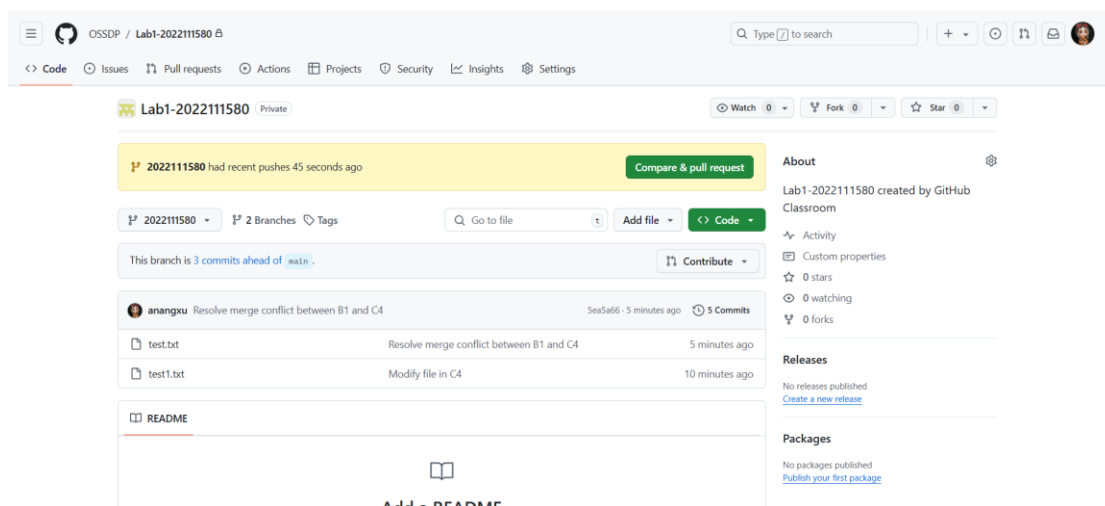 OSSDP / Lab1-2022111580
Type / to search
Code Issues Pull requests Actions Projects Security Insights Settings
Lab1-2022111580 Private
Watch 0 Fork 0 Star 0
2022111580 had recent pushes 45 seconds ago
Compare & pull request
2022111580 2 Branches Tags
Go to file t
Add file
<> Code
This branch is 3 commits ahead of main .
Contribute
anangxu Resolve merge conflict between B1 and C4 5ea5a66 · 5 minutes ago 5 Commits
test.txt Resolve merge conflict between B1 and C4 5 minutes ago
test1.txt Modify file in C4 10 minutes ago
README
Add a README
About
Lab1-2022111580 created by GitHub
Classroom
Activity
Custom properties
0 stars
0 watching
0 forks
Releases
No releases published
Create a new release
Packages
No packages published
Publish your first package